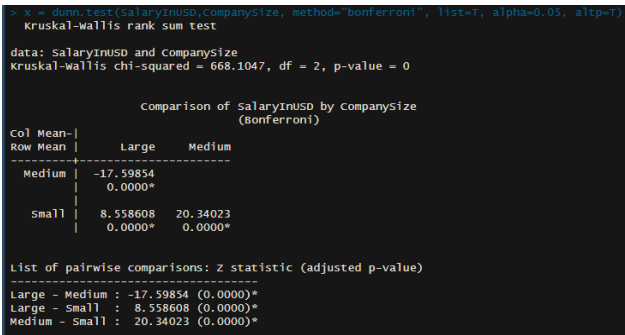 > x = dunn.test(SalaryInUSD,CompanySize, method="bonferroni", list=T, alpha=0.05, altp=T)
  Kruskal-Wallis rank sum test

data: SalaryInUSD and CompanySize
Kruskal-Wallis chi-squared = 668.1047, df = 2, p-value = 0


                   Comparison of SalaryInUSD by CompanySize
                                (Bonferroni)
Col Mean-|
Row Mean |      Large     Medium
---------+----------------------
  Medium |  -17.59854
         |    0.0000*
         |
   Small |   8.558608   20.34023
         |    0.0000*    0.0000*


List of pairwise comparisons: Z statistic (adjusted p-value)
-----------------------------------
Large - Medium : -17.59854 (0.0000)*
Large - Small  :  8.558608 (0.0000)*
Medium - Small :  20.34023 (0.0000)*